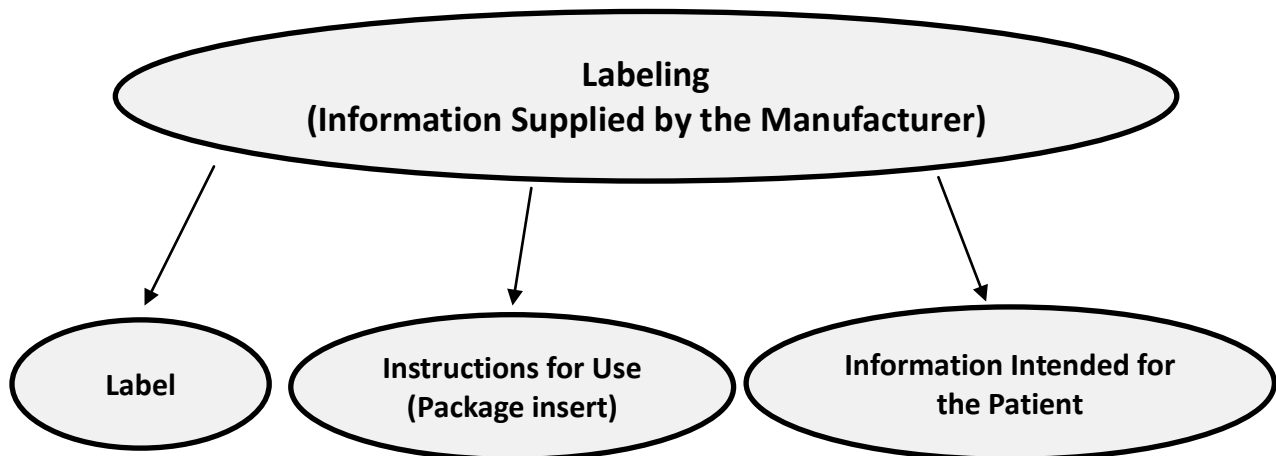 Labeling
(Information Supplied by the Manufacturer)
Label
Instructions for Use
(Package insert)
Information Intended for
the Patient